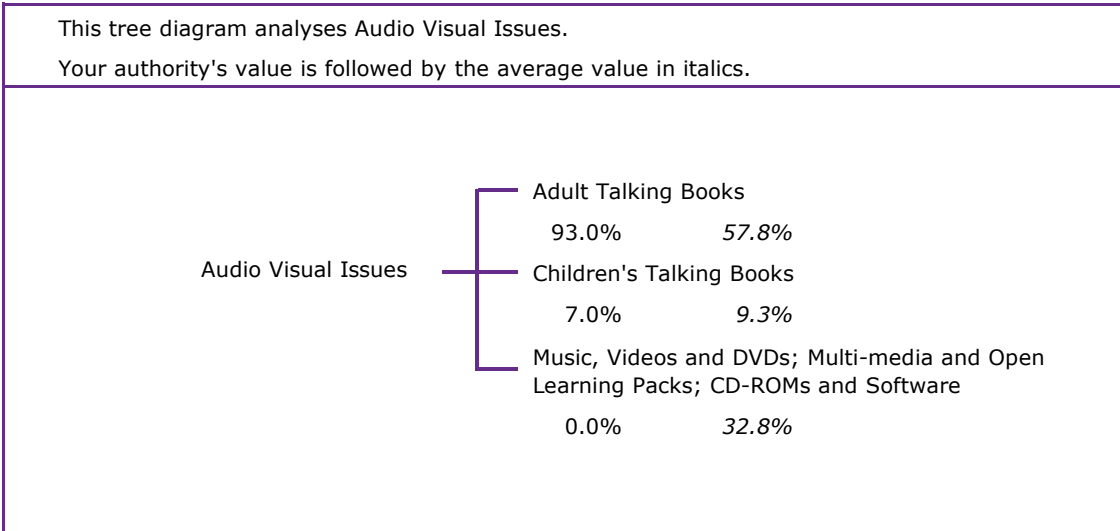 This tree diagram analyses Audio Visual Issues.
Your authority's value is followed by the average value in italics.
Audio Visual Issues
Adult Talking Books
93.0% 57.8%
Children's Talking Books
7.0% 9.3%
Music, Videos and DVDs; Multi-media and Open
Learning Packs; CD-ROMs and Software
0.0% 32.8%